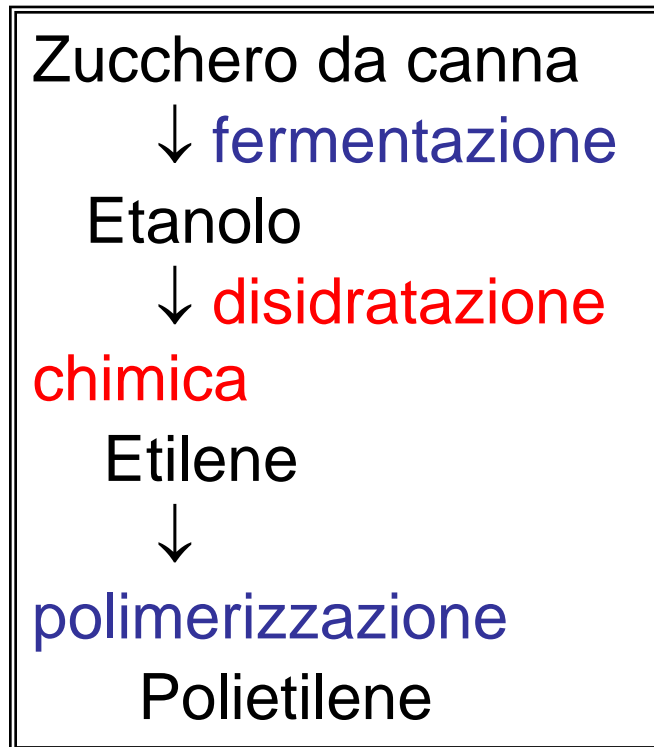 Zucchero da canna
↓ fermentazione
Etanolo
↓ disidratazione
chimica
Etilene
↓
polimerizzazione
Polietilene